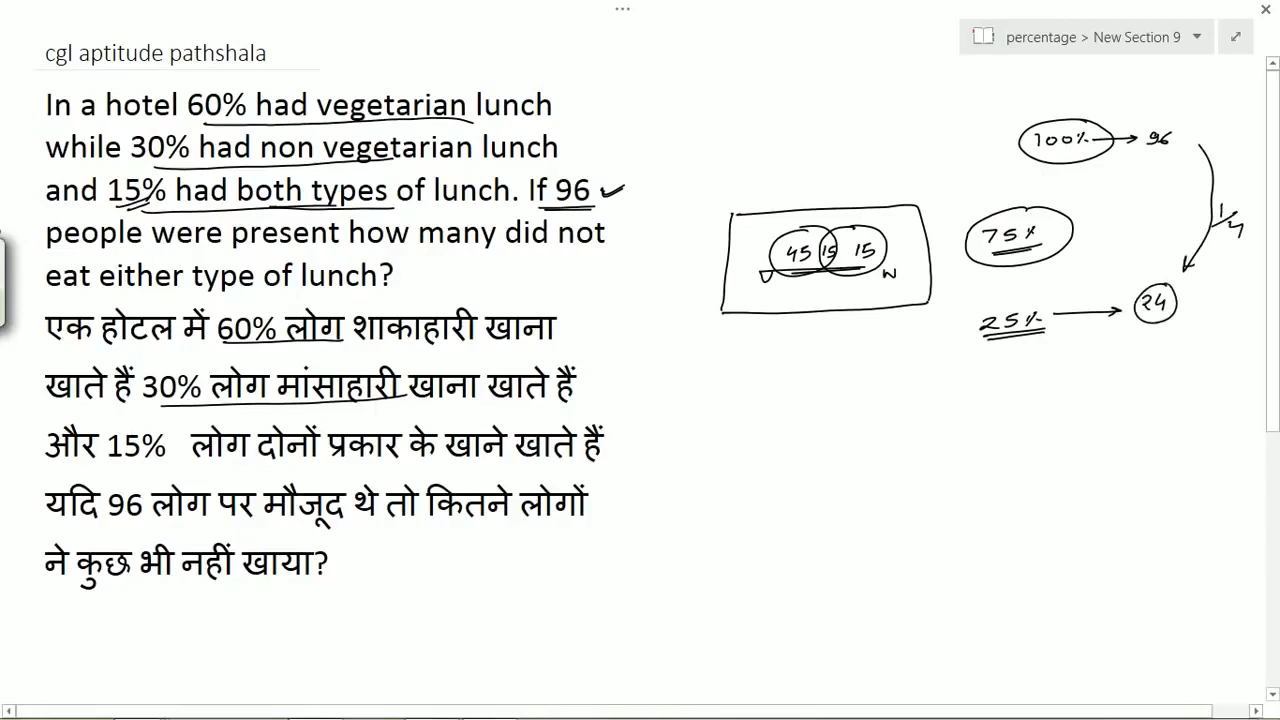 cgl aptitude pathshala
percentage > New Section 9
In a hotel 60% had vegetarian lunch
while 30% had non vegetarian lunch
and 15% had both types of lunch. If 96
people were present how many did not
eat either type of lunch?
एक होटल में 60% लोग शाकाहारी खाना
खाते हैं 30% लोग मांसाहारी खाना खाते हैं
और 15% लोग दोनों प्रकार के खाने खाते हैं
यदि 96 लोग पर मौजूद थे तो कितने लोगों
ने कुछ भी नहीं खाया?
100% → 96
1/4
45 15 15
V N
75%
25% → 24